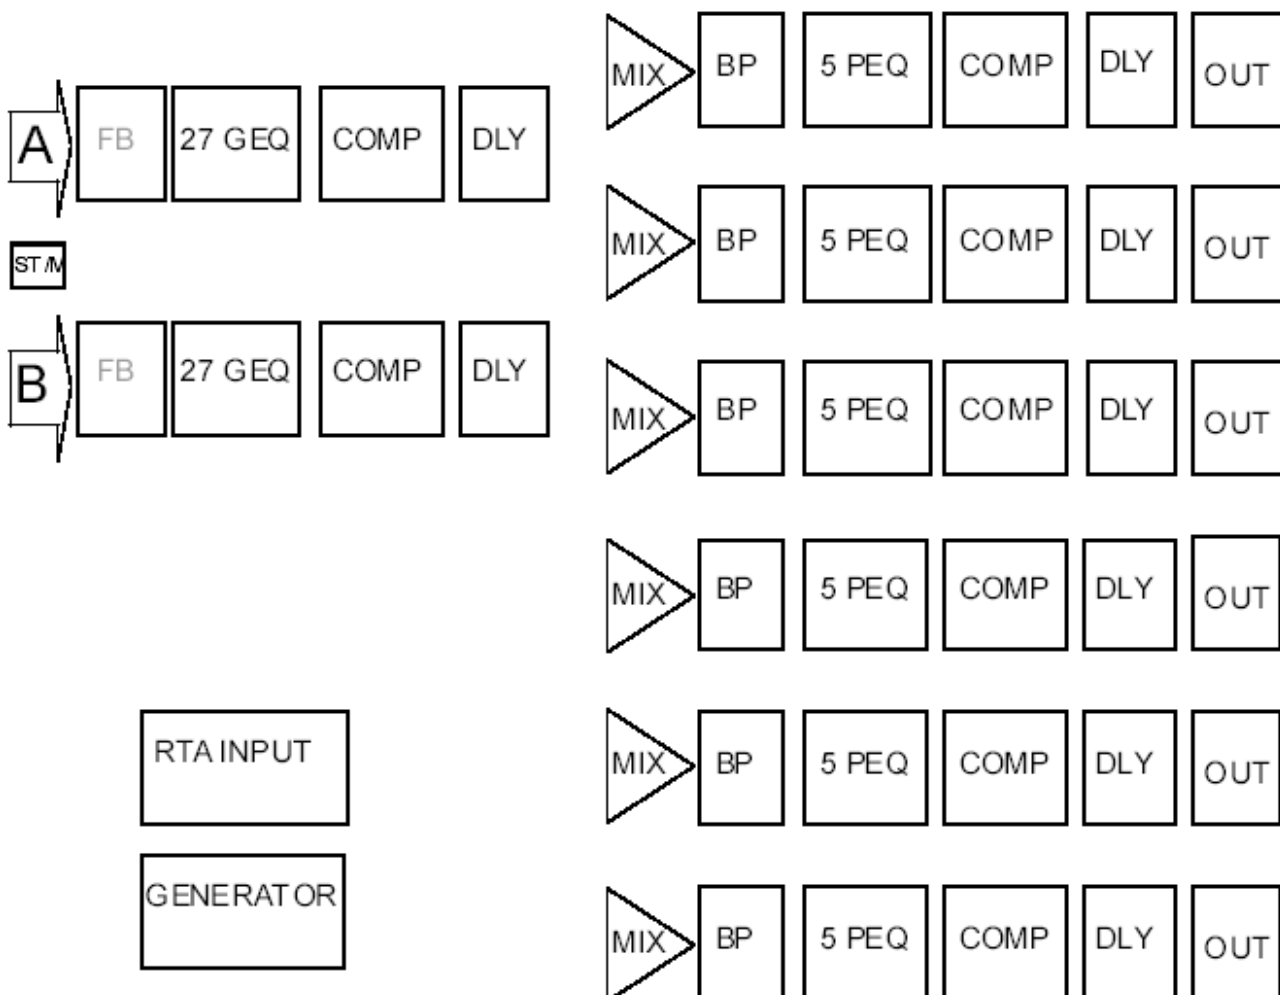 A FB 27 GEQ COMP DLY
ST/M
B FB 27 GEQ COMP DLY
RTA INPUT
GENERATOR
MIX BP 5 PEQ COMP DLY OUT
MIX BP 5 PEQ COMP DLY OUT
MIX BP 5 PEQ COMP DLY OUT
MIX BP 5 PEQ COMP DLY OUT
MIX BP 5 PEQ COMP DLY OUT
MIX BP 5 PEQ COMP DLY OUT